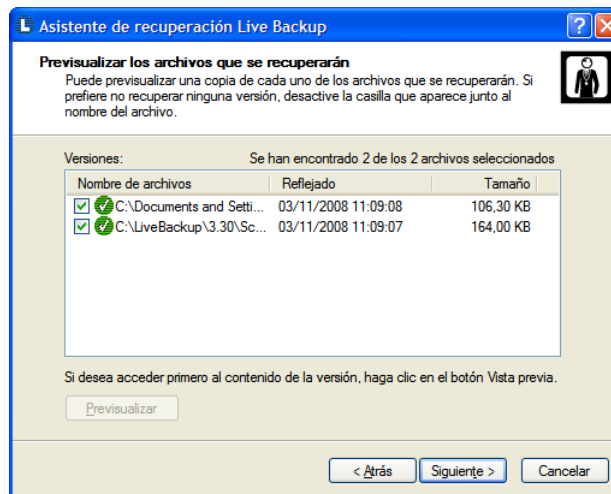 Asistente de recuperación Live Backup
Previsualizar los archivos que se recuperarán
Puede previsualizar una copia de cada uno de los archivos que se recuperarán. Si
prefiere no recuperar ninguna versión, desactive la casilla que aparece junto al
nombre del archivo.
Versiones: Se han encontrado 2 de los 2 archivos seleccionados
Nombre de archivos Reflejado Tamaño
C:\Documents and Setti... 03/11/2008 11:09:08 106,30 KB
C:\LiveBackup\3.30\Sc... 03/11/2008 11:09:07 164,00 KB
Si desea acceder primero al contenido de la versión, haga clic en el botón Vista previa.
Previsualizar
< Atrás Siguiente > Cancelar